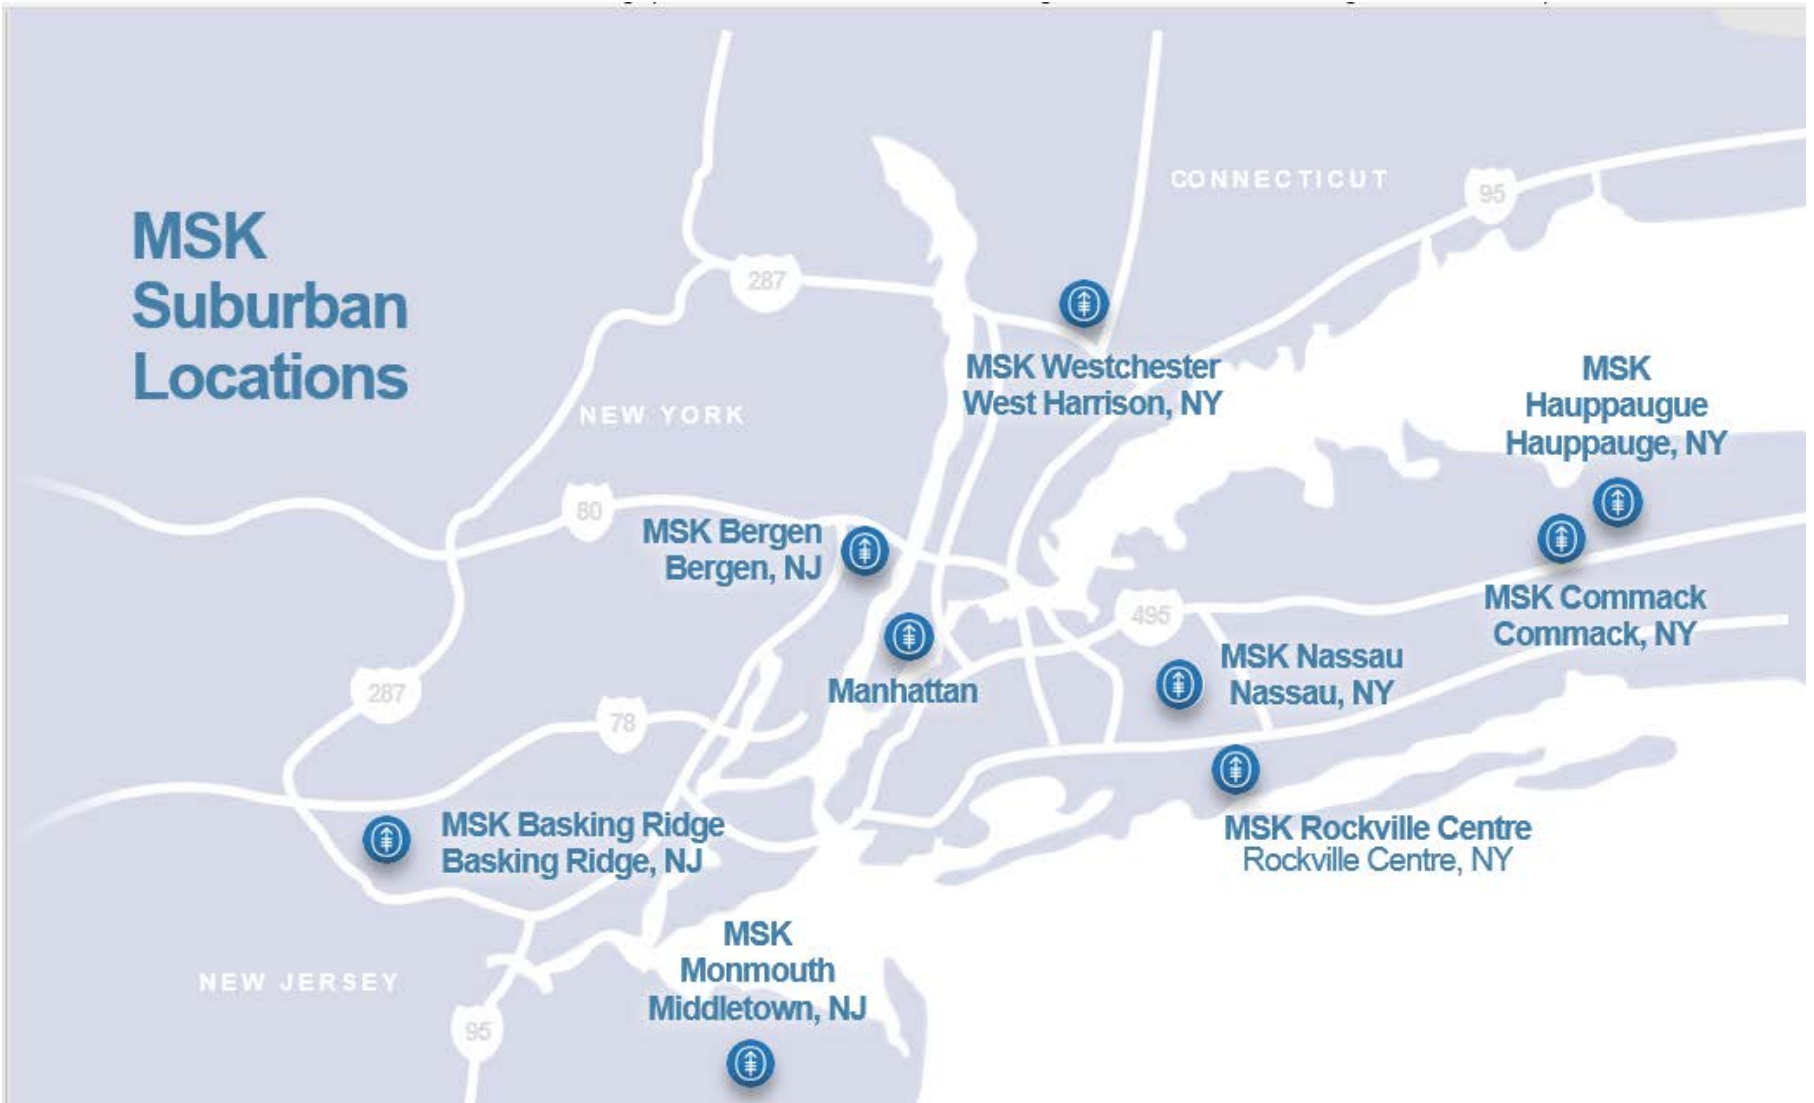 MSK
Suburban
Locations
CONNECTICUT
95
287
MSK Westchester
West Harrison, NY
MSK
Hauppaugue
Hauppauge, NY
NEW YORK
80
MSK Bergen
Bergen, NJ
MSK Commack
Commack, NY
495
Manhattan
MSK Nassau
Nassau, NY
287
78
MSK Basking Ridge
Basking Ridge, NJ
MSK Rockville Centre
Rockville Centre, NY
MSK
Monmouth
Middletown, NJ
NEW JERSEY
95